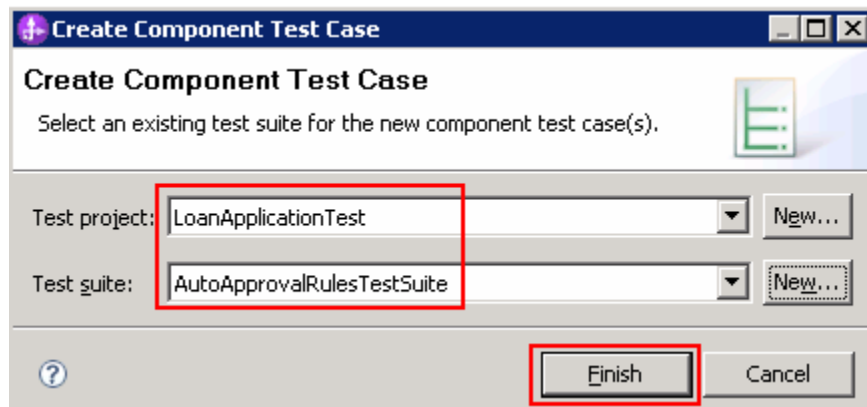 Create Component Test Case
Create Component Test Case
Select an existing test suite for the new component test case(s).
Test project: LoanApplicationTest New...
Test suite: AutoApprovalRulesTestSuite New...
? Finish Cancel